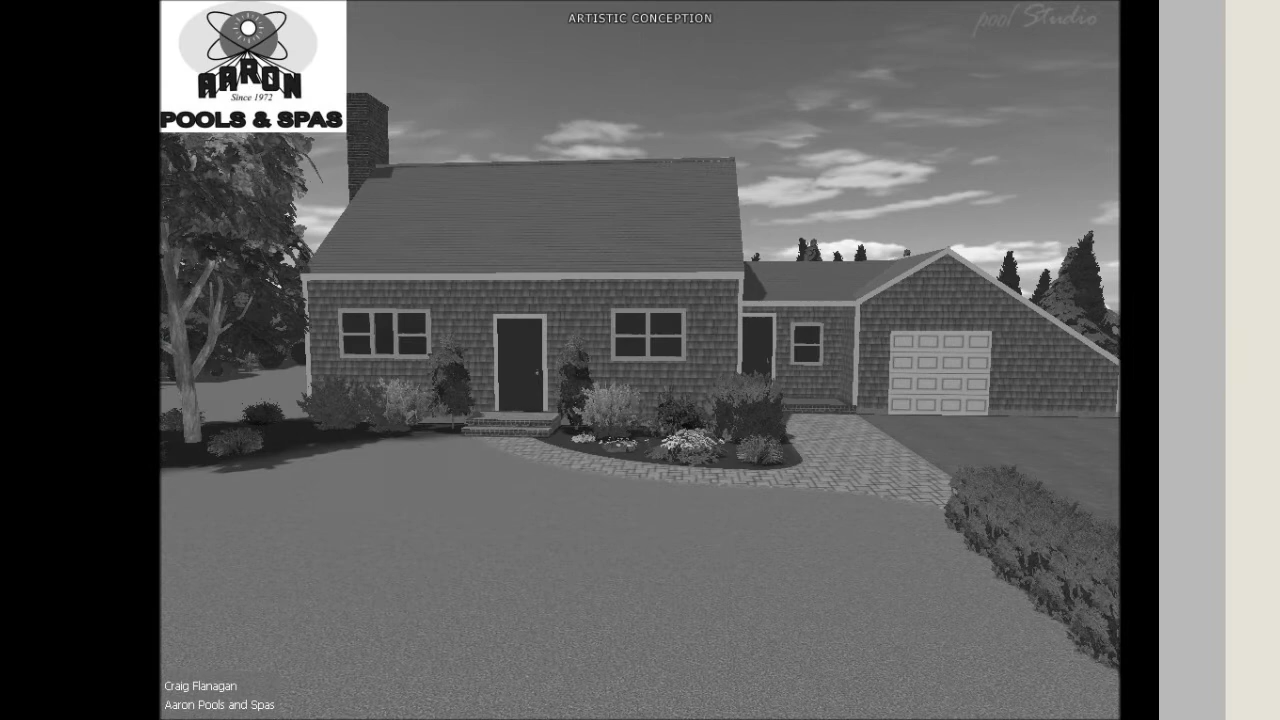 ARTISTIC CONCEPTION
pool Studio
AARON
Since 1972
POOLS & SPAS
Craig Flanagan
Aaron Pools and Spas